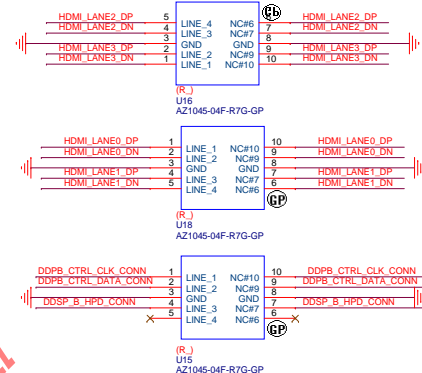 HDMI_LANE2_DP 5 LINE_4 NC#6 6 HDMI_LANE2_DP
HDMI_LANE2_DN 4 LINE_3 NC#7 7 HDMI_LANE2_DN
3 GND GND 8
HDMI_LANE3_DP 2 LINE_2 NC#9 9 HDMI_LANE3_DP
HDMI_LANE3_DN 1 LINE_1 NC#10 10 HDMI_LANE3_DN
(R_)
U16
AZ1045-04F-R7G-GP
HDMI_LANE0_DP 1 LINE_1 NC#10 10 HDMI_LANE0_DP
HDMI_LANE0_DN 2 LINE_2 NC#9 9 HDMI_LANE0_DN
3 GND GND 8
HDMI_LANE1_DP 4 LINE_3 NC#7 7 HDMI_LANE1_DP
HDMI_LANE1_DN 5 LINE_4 NC#6 6 HDMI_LANE1_DN
GP
(R_)
U18
AZ1045-04F-R7G-GP
DDPB_CTRL_CLK_CONN 1 LINE_1 NC#10 10 DDPB_CTRL_CLK_CONN
DDPB_CTRL_DATA_CONN 2 LINE_2 NC#9 9 DDPB_CTRL_DATA_CONN
3 GND GND 8
DDSP_B_HPD_CONN 4 LINE_3 NC#7 7 DDSP_B_HPD_CONN
5 LINE_4 NC#6 6
GP
(R_)
U15
AZ1045-04F-R7G-GP